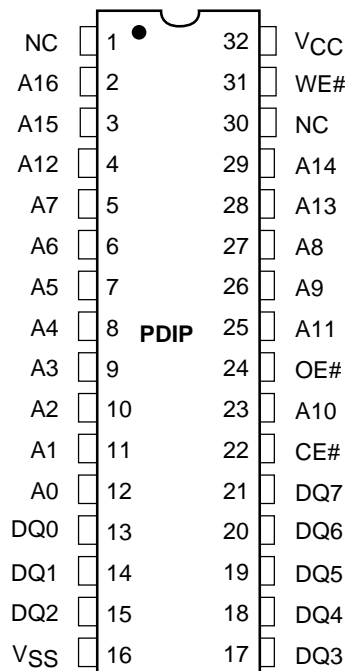 NC 1 32 VCC
A16 2 31 WE#
A15 3 30 NC
A12 4 29 A14
A7 5 28 A13
A6 6 27 A8
A5 7 26 A9
A4 8 PDIP 25 A11
A3 9 24 OE#
A2 10 23 A10
A1 11 22 CE#
A0 12 21 DQ7
DQ0 13 20 DQ6
DQ1 14 19 DQ5
DQ2 15 18 DQ4
VSS 16 17 DQ3